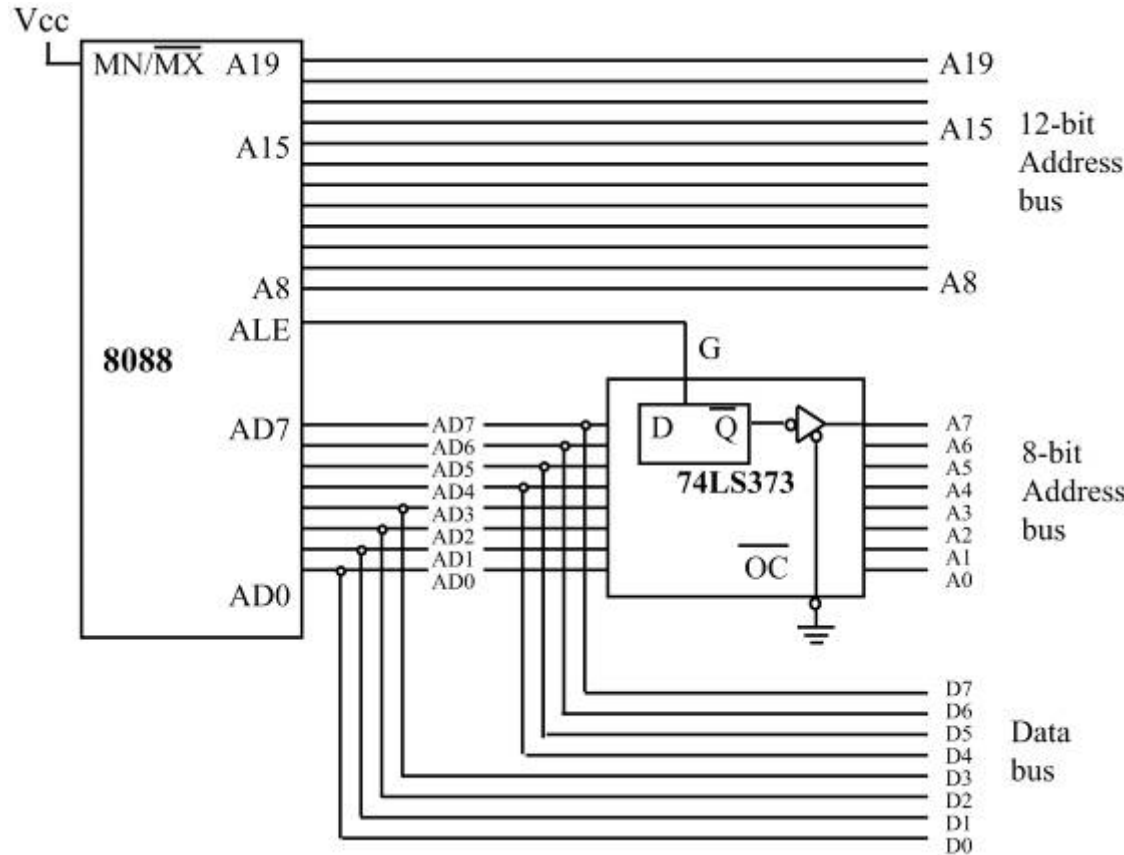 Vcc
MN/MX A19
A19
A15
A15
12-bit
Address
bus
A8
A8
ALE
G
8088
AD7
AD7
AD6
AD5
AD4
AD3
AD2
AD1
AD0
AD0
D Q
74LS373
OC
A7
A6
A5
A4
A3
A2
A1
A0
8-bit
Address
bus
D7
D6
D5
D4
D3
D2
D1
D0
Data
bus